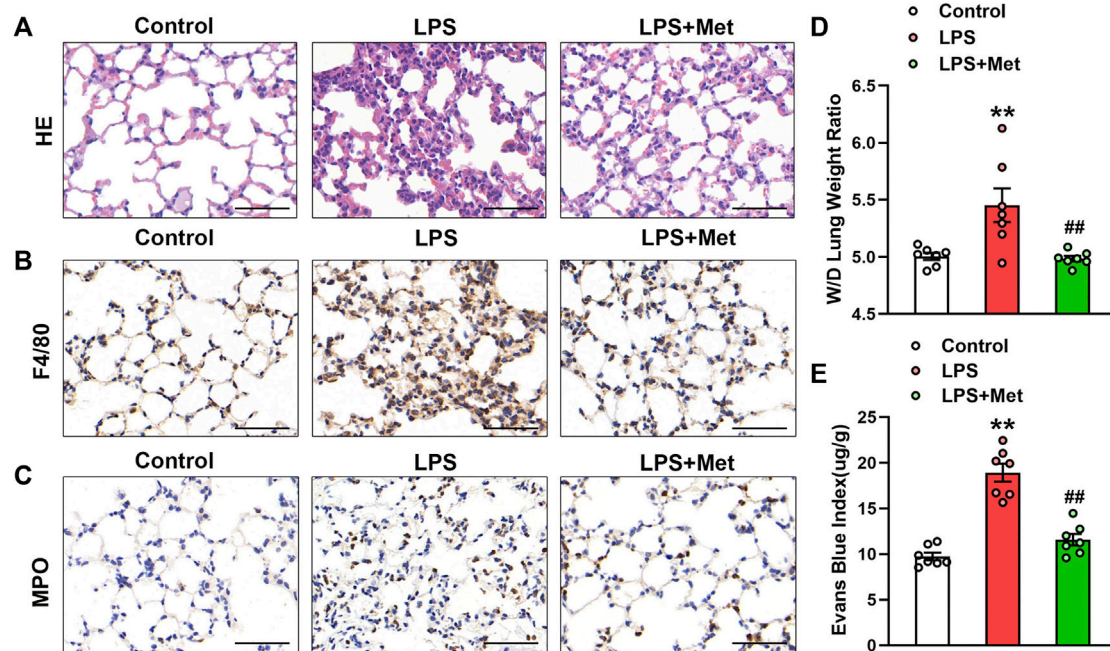 A
Control
LPS
LPS+Met
HE
B
Control
LPS
LPS+Met
F4/80
C
Control
LPS
LPS+Met
MPO
D
Control
LPS
LPS+Met
W/D Lung Weight Ratio
6.5
6.0
5.5
5.0
4.5
**
##
E
Control
LPS
LPS+Met
Evans Blue Index(ug/g)
25
20
15
10
5
0
**
##